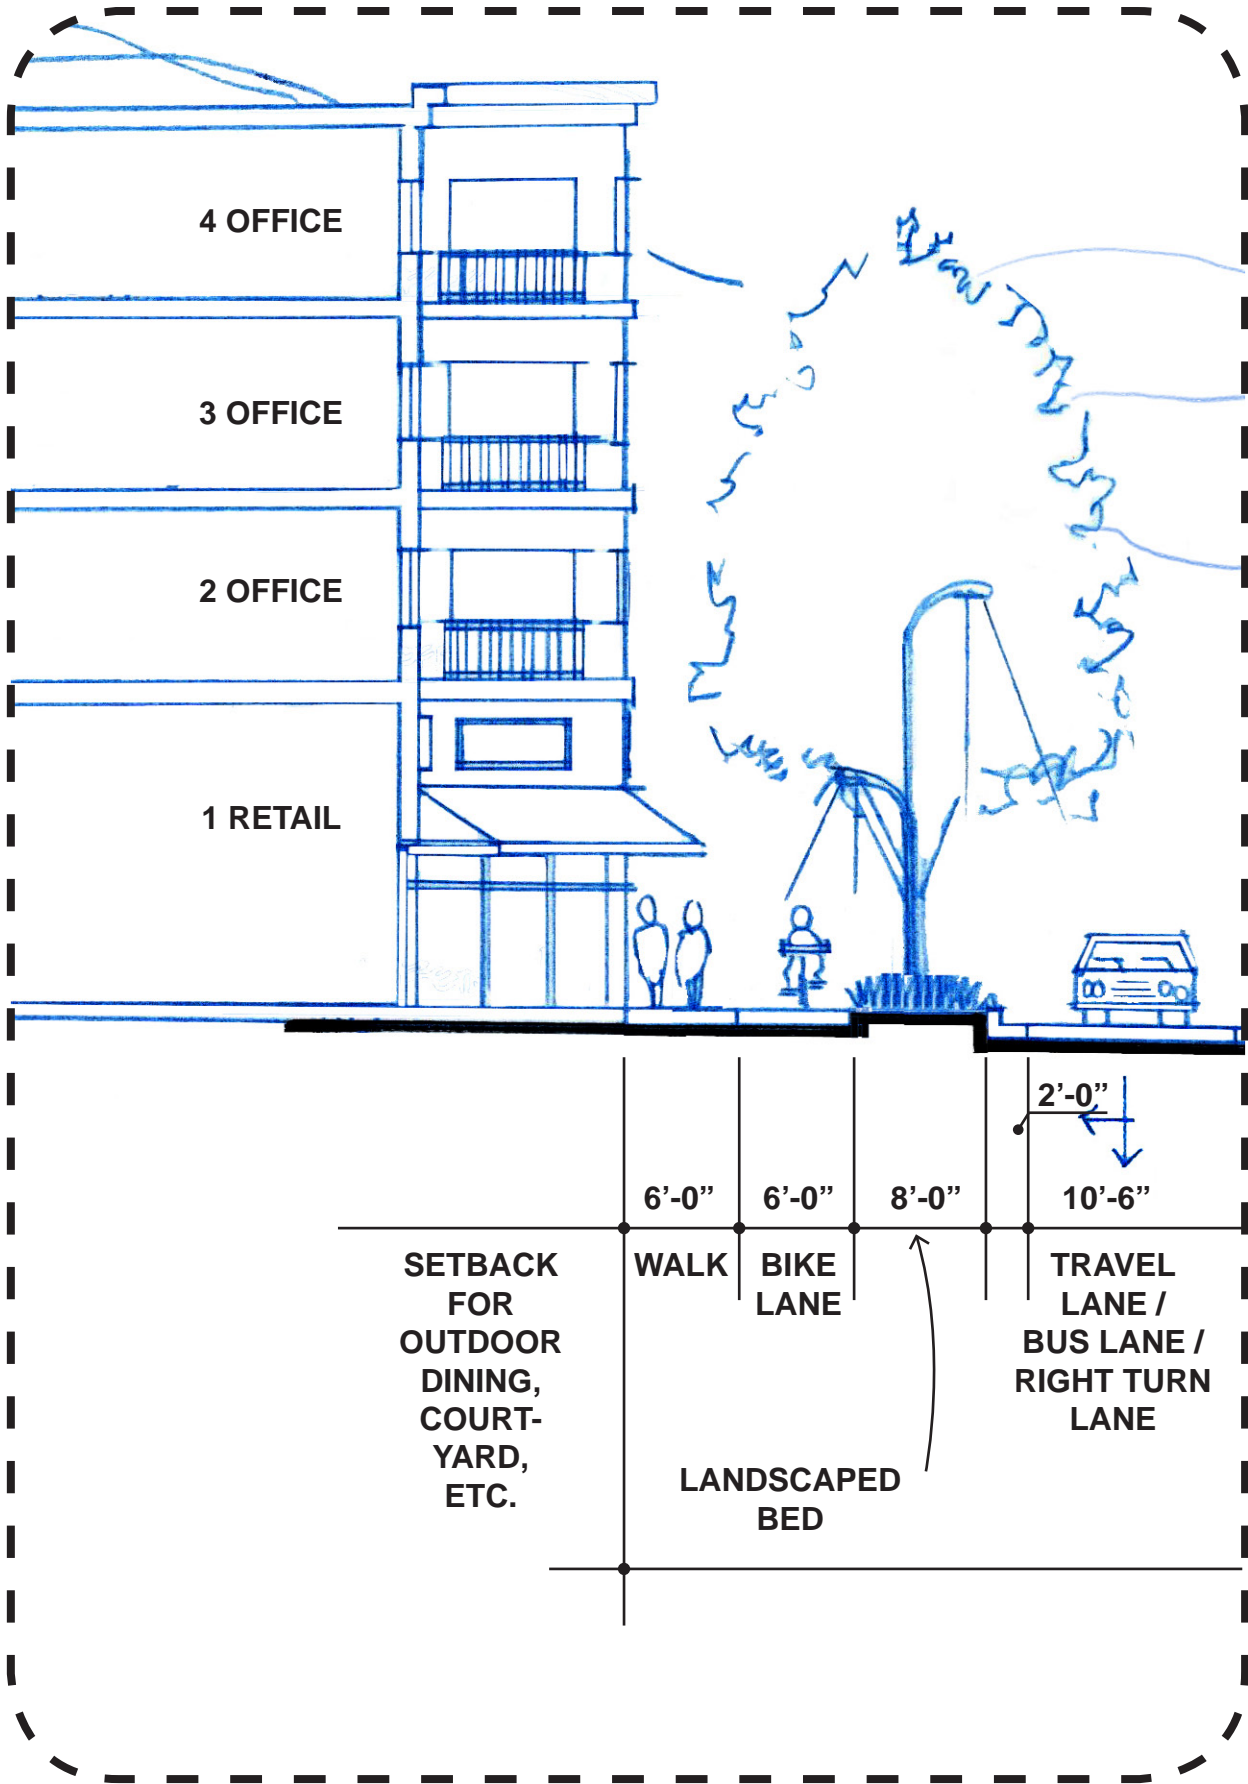 4 OFFICE
3 OFFICE
2 OFFICE
1 RETAIL
2’-0”
6’-0”
6’-0”
8’-0”
10’-6”
SETBACK
FOR
OUTDOOR
DINING,
COURT-
YARD,
ETC.
WALK
BIKE
LANE
TRAVEL
LANE /
BUS LANE /
RIGHT TURN
LANE
LANDSCAPED
BED